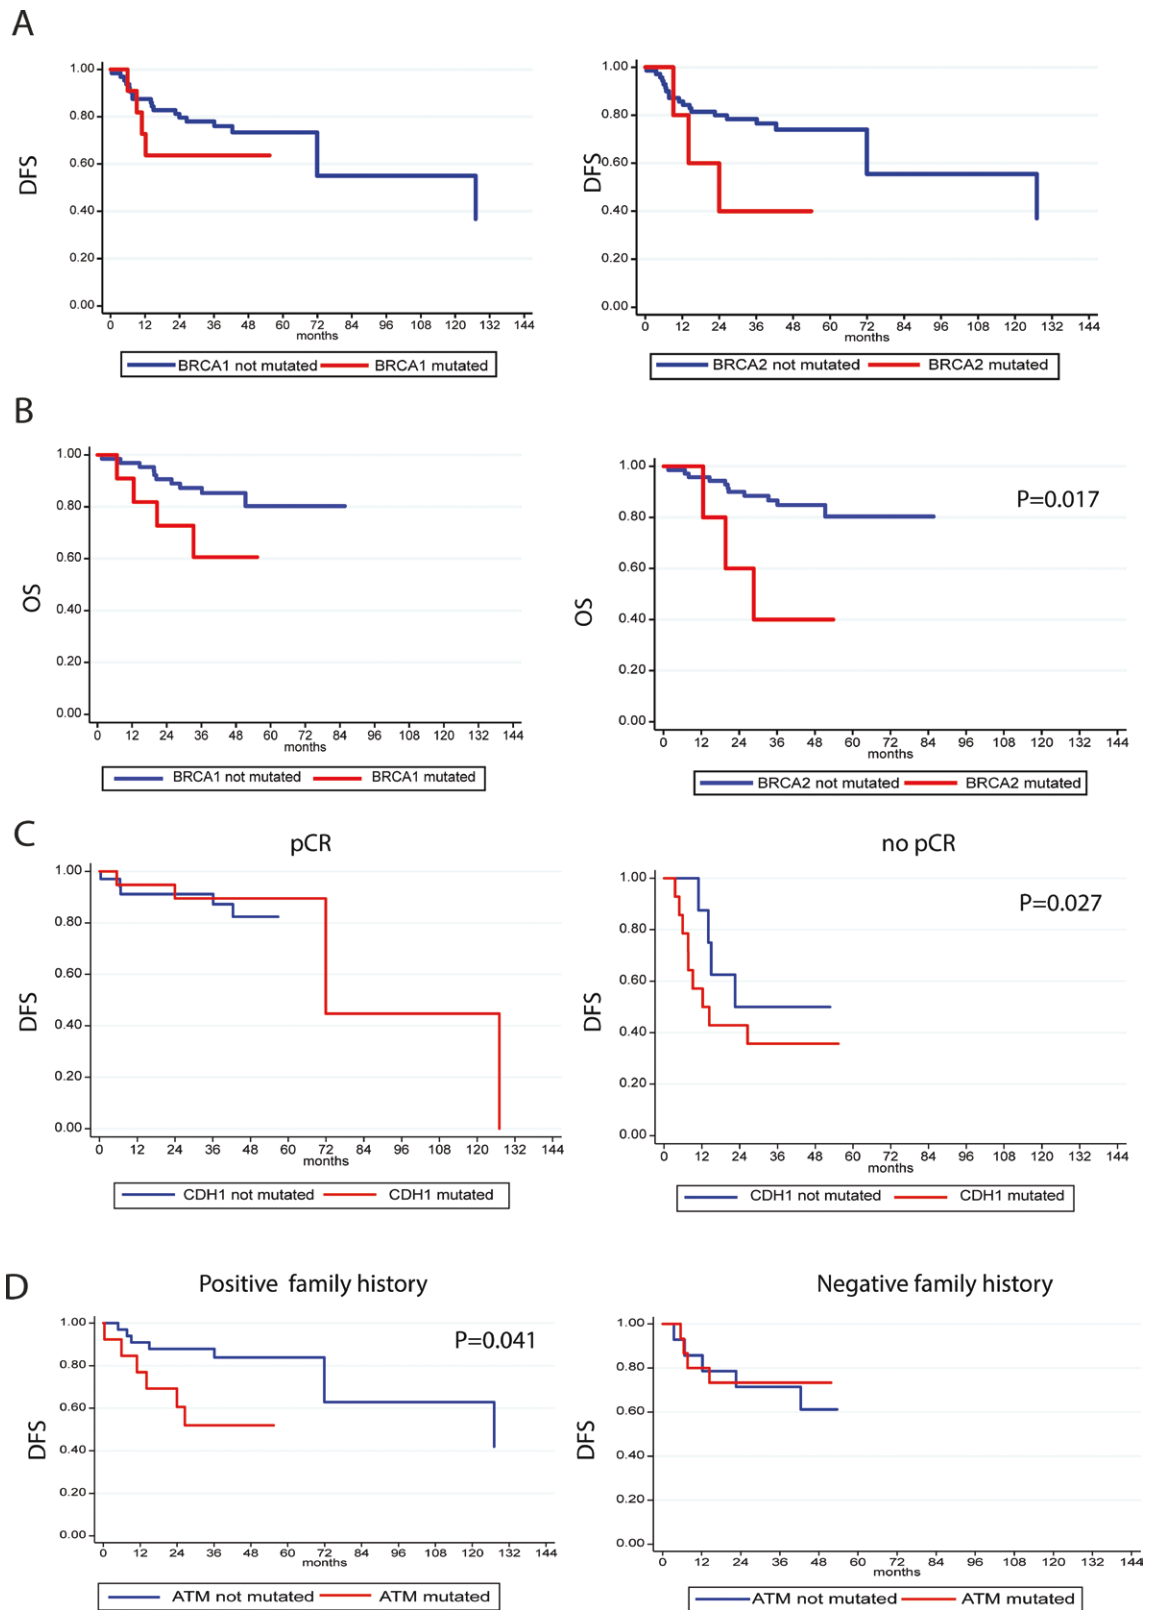 A
1.00
0.80
0.60
0.40
0.20
0.00
DFS
0 12 24 36 48 60 72 84 96 108 120 132 144
months
BRCA1 not mutated BRCA1 mutated
1.00
0.80
0.60
0.40
0.20
0.00
DFS
0 12 24 36 48 60 72 84 96 108 120 132 144
months
BRCA2 not mutated BRCA2 mutated
B
1.00
0.80
0.60
0.40
0.20
0.00
OS
0 12 24 36 48 60 72 84 96 108 120 132 144
months
BRCA1 not mutated BRCA1 mutated
P=0.017
1.00
0.80
0.60
0.40
0.20
0.00
OS
0 12 24 36 48 60 72 84 96 108 120 132 144
months
BRCA2 not mutated BRCA2 mutated
C
pCR
1.00
0.80
0.60
0.40
0.20
0.00
DFS
0 12 24 36 48 60 72 84 96 108 120 132 144
months
CDH1 not mutated CDH1 mutated
no pCR
P=0.027
1.00
0.80
0.60
0.40
0.20
0.00
DFS
0 12 24 36 48 60 72 84 96 108 120 132 144
months
CDH1 not mutated CDH1 mutated
D
Positive family history
P=0.041
1.00
0.80
0.60
0.40
0.20
0.00
DFS
0 12 24 36 48 60 72 84 96 108 120 132 144
months
ATM not mutated ATM mutated
Negative family history
1.00
0.80
0.60
0.40
0.20
0.00
DFS
0 12 24 36 48 60 72 84 96 108 120 132 144
months
ATM not mutated ATM mutated